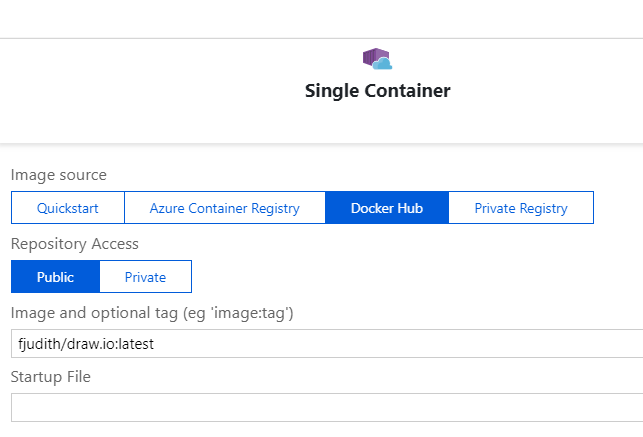 Single Container
Image source
Quickstart Azure Container Registry Docker Hub Private Registry
Repository Access
Public Private
Image and optional tag (eg 'image:tag')
fjudith/draw.io:latest
Startup File